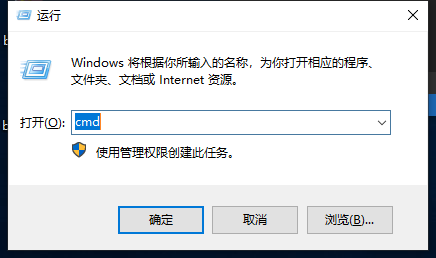 运行
Windows 将根据你所输入的名称，为你打开相应的程序、
文件夹、文档或 Internet 资源。
打开(O): cmd
使用管理权限创建此任务。
确定 取消 浏览(B)...